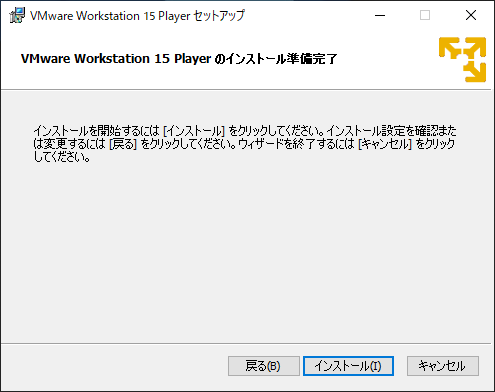 VMware Workstation 15 Player セットアップ
VMware Workstation 15 Player のインストール準備完了
インストールを開始するには [インストール] をクリックしてください。インストール設定を確認また
は変更するには [戻る] をクリックしてください。ウィザードを終了するには [キャンセル] をクリック
してください。
戻る(B)
インストール(I)
キャンセル